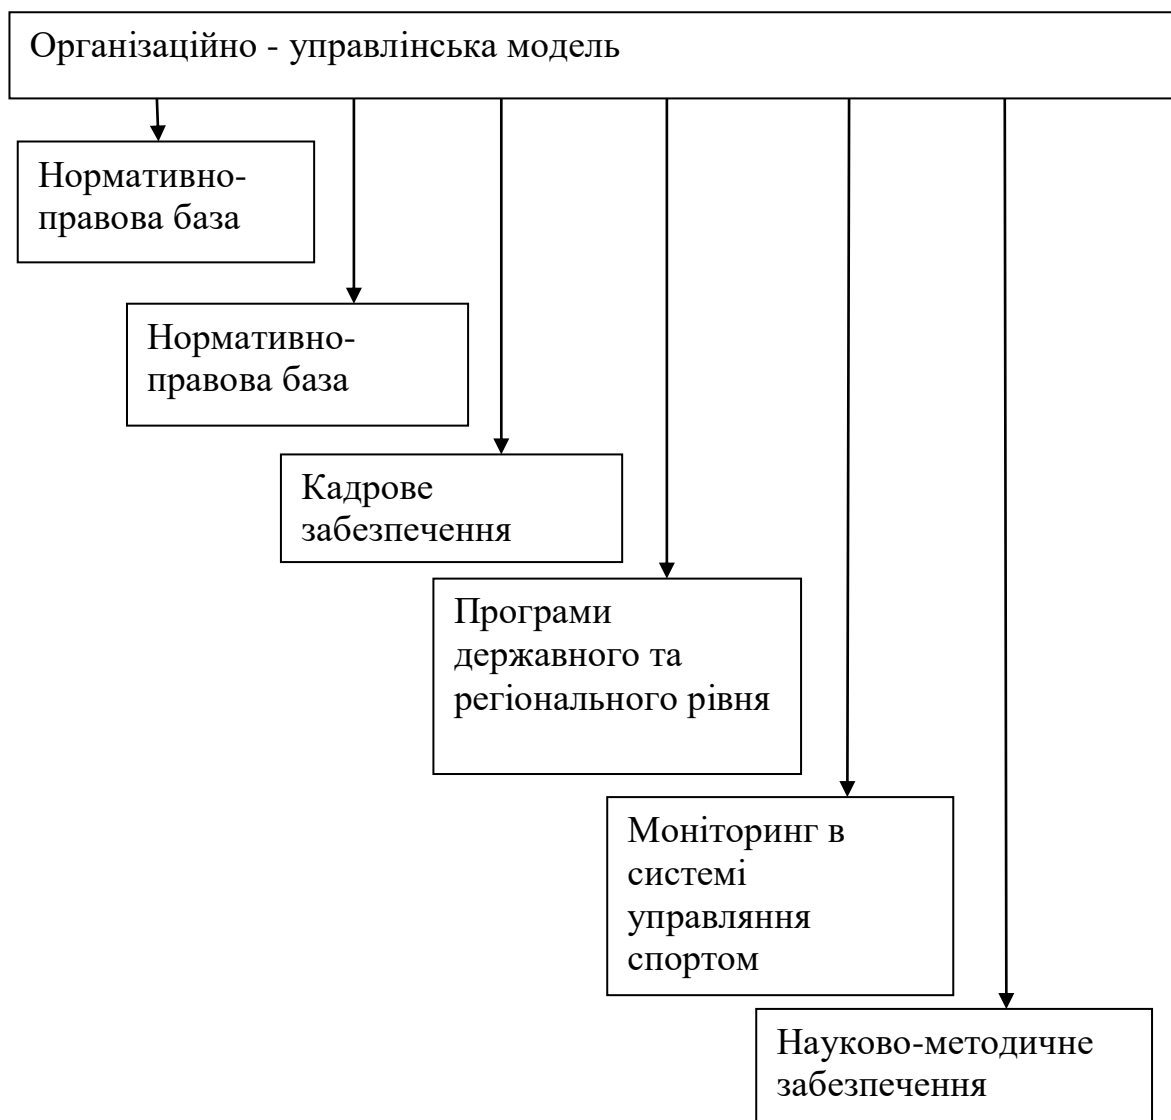 Організаційно - управлінська модель
Нормативно-
правова база
Нормативно-
правова база
Кадрове
забезпечення
Програми
державного та
регіонального рівня
Моніторинг в
системі
управляння
спортом
Науково-методичне
забезпечення